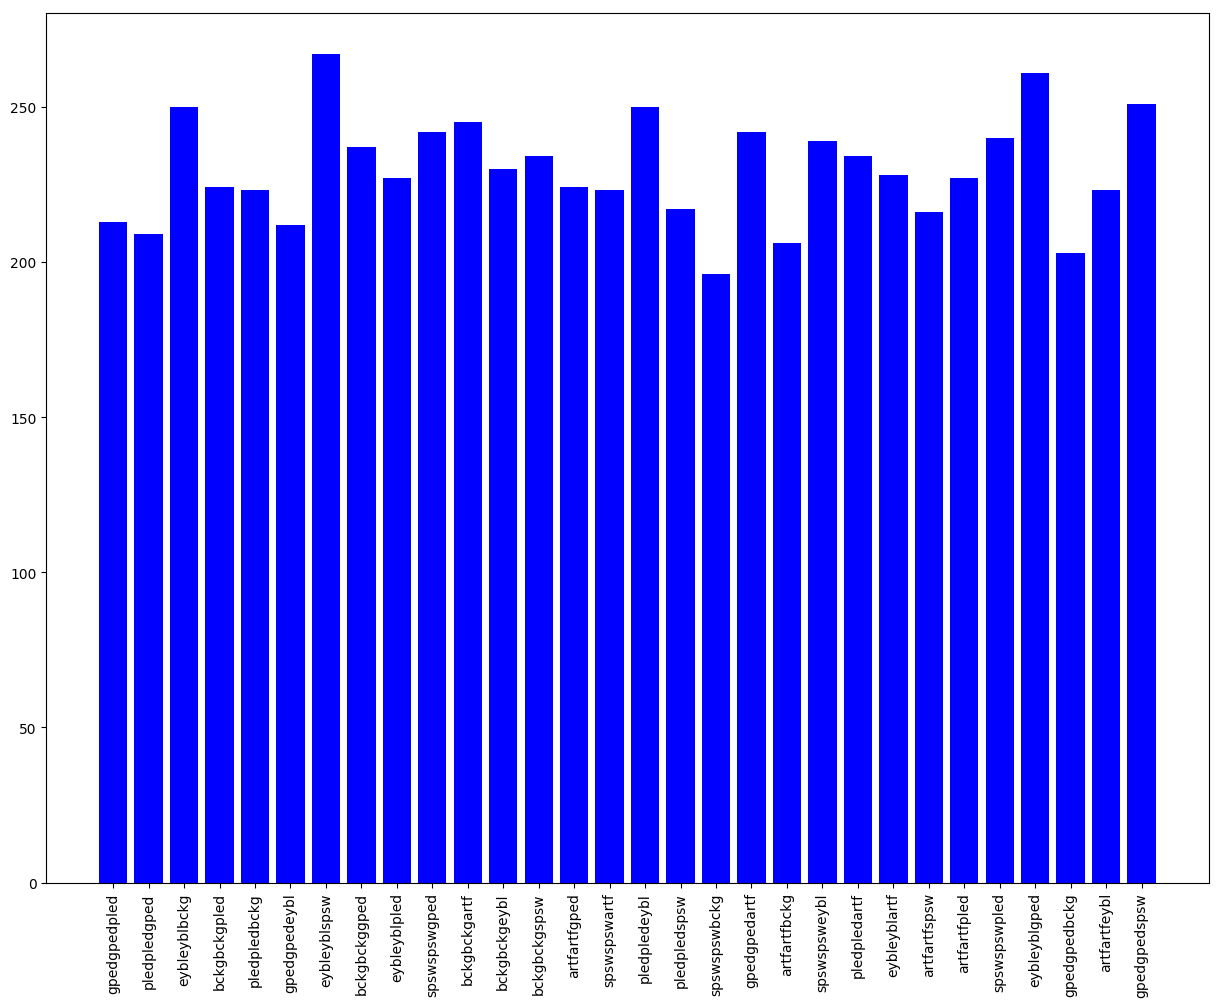 250
200
150
100
50
0
gpedgpedpled
pledpledgped
eybleyblbckg
bckgbckgpled
pledpledbckg
gpedgpedeybl
eybleyblspsw
bckgbckggped
eybleyblpled
spswspswgped
bckgbckgartf
bckgbckgeybl
bckgbckgspsw
artfartfgped
spswspswartf
pledpledeybl
pledpledspsw
spswspswbckg
gpedgpedartf
artfartfbckg
spswspsweybl
pledpledartf
eybleyblartf
artfartfspsw
artfartfpled
spswspswpled
eybleyblgped
gpedgpedbckg
artfartfeybl
gpedgpedspsw